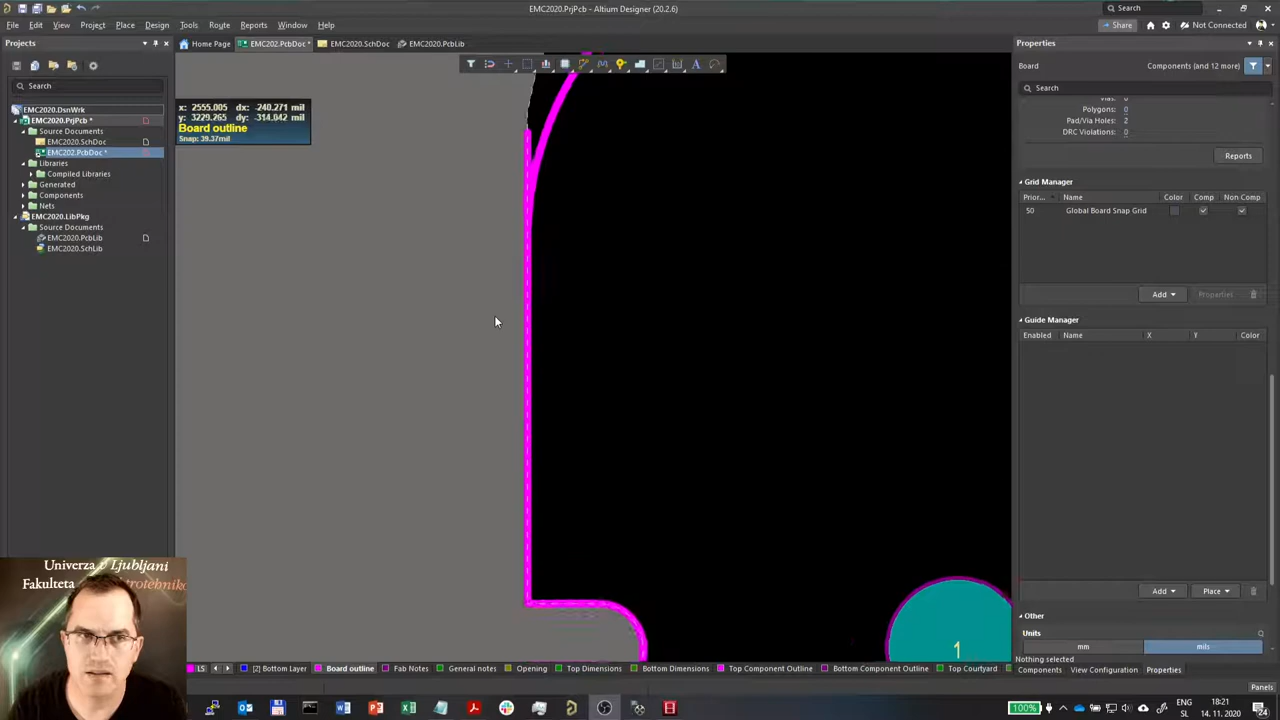 EMC2020.PrjPcb - Altium Designer (20.2.6)
Search
File Edit View Project Place Design Tools Route Reports Window Help
Share
Not Connected
Projects
Home Page
EMC202.PcbDoc *
EMC2020.SchDoc
EMC2020.PcbLib
Properties
Board
Components (and 12 more)
Search
Search
EMC2020.DsnWrk
EMC2020.PrjPcb *
Source Documents
EMC2020.SchDoc
EMC202.PcbDoc *
Libraries
Compiled Libraries
Generated
Components
Nets
EMC2020.LibPkg
Source Documents
EMC2020.PcbLib
EMC2020.SchLib
x: 2555.005 dx: -240.271 mil
y: 3229.265 dy: -314.042 mil
Board outline
Snap: 39.37mil
Vias: 0
Polygons: 0
Pad/Via Holes: 2
DRC Violations: 0
Reports
Grid Manager
Prior... Name Color Comp Non Comp
50 Global Board Snap Grid
Add
Properties
Guide Manager
Enabled Name X Y Color
Add
Place
Other
Units
mm
mils
Nothing selected
Components View Configuration Properties
1
LS
[2] Bottom Layer
Board outline
Fab Notes
General notes
Opening
Top Dimensions
Bottom Dimensions
Top Component Outline
Bottom Component Outline
Top Courtyard
Panels
Univerza v Ljubljani
Fakulteta
100%
ENG
SL
18:21
14. 11. 2020